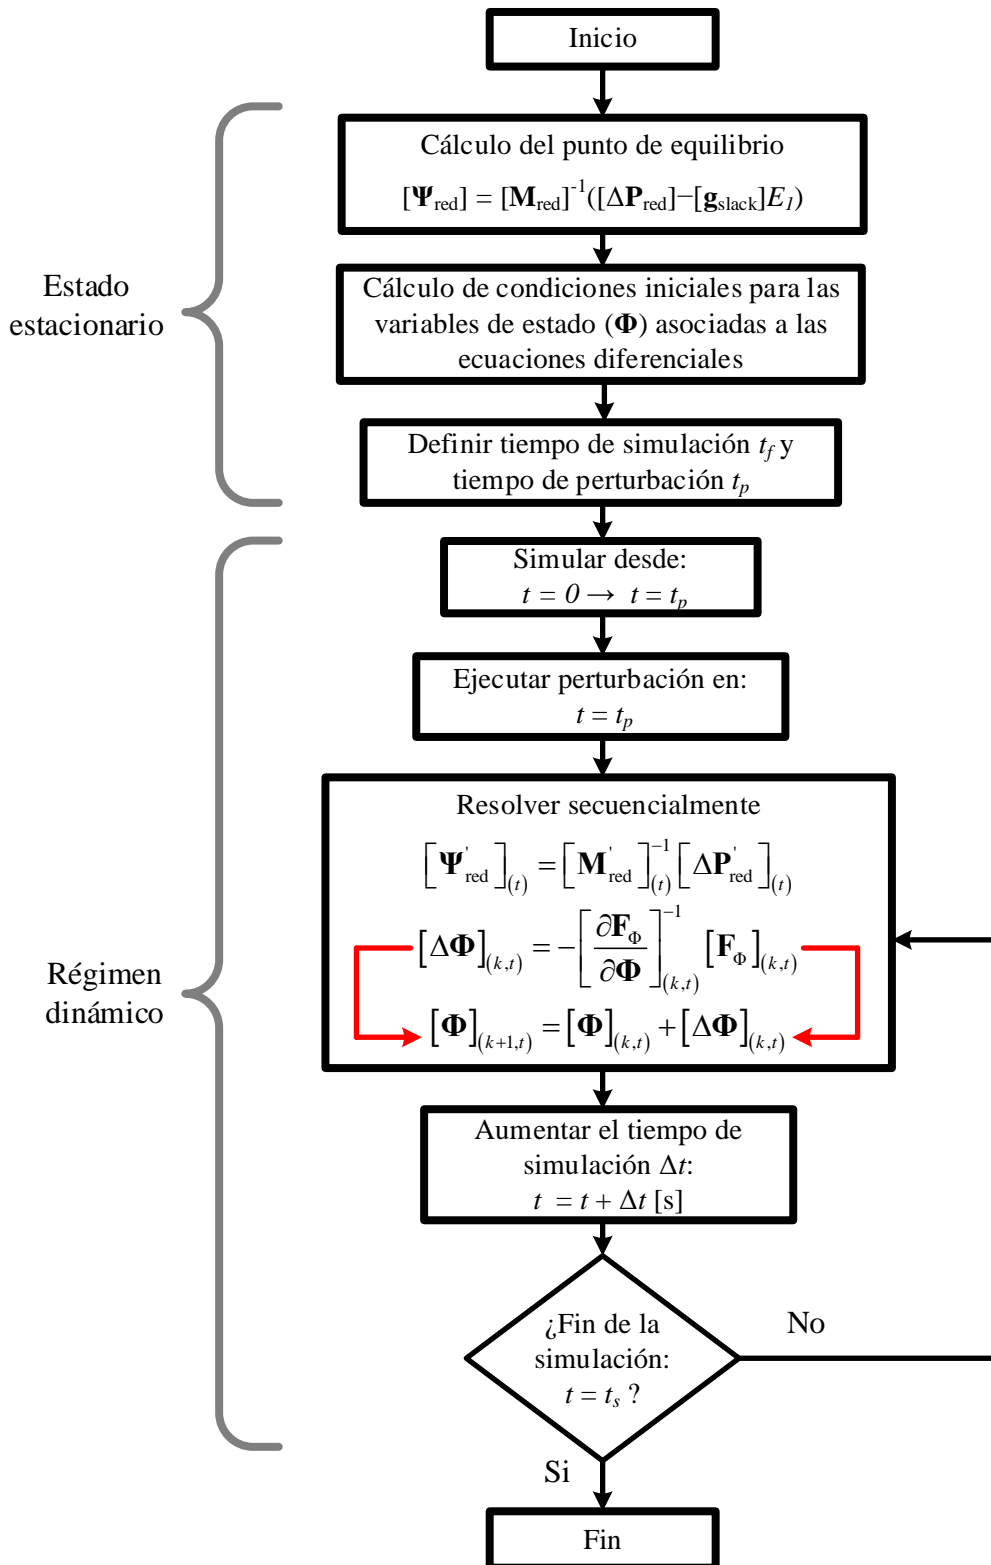 Inicio
Cálculo del punto de equilibrio
[Ψred] = [Mred]-1([ΔPred]−[gslack]E1)
Estado
estacionario
Cálculo de condiciones iniciales para las
variables de estado (Φ) asociadas a las
ecuaciones diferenciales
Definir tiempo de simulación tf y
tiempo de perturbación tp
Simular desde:
t = 0 → t = tp
Ejecutar perturbación en:
t = tp
Resolver secuencialmente
[Ψ'red](t) = [M'red](t)-1 [ΔP'red](t)
[ΔΦ](k,t) = −[∂FΦ/∂Φ](k,t)-1 [FΦ](k,t)
[Φ](k+1,t) = [Φ](k,t) + [ΔΦ](k,t)
Régimen
dinámico
Aumentar el tiempo de
simulación Δt:
t = t + Δt [s]
¿Fin de la
simulación:
t = ts ?
No
Si
Fin